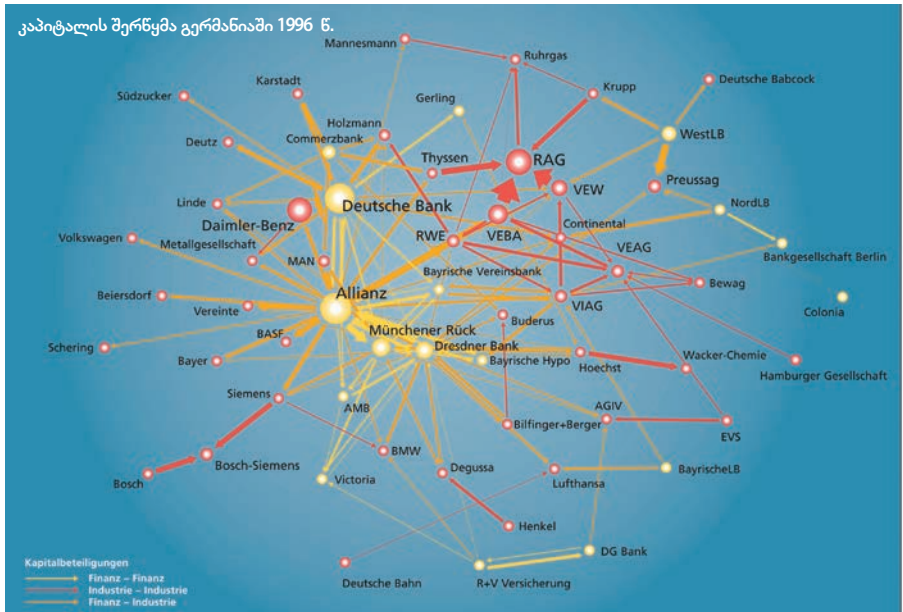 კაპიტალის შერწყმა გერმანიაში 1996 წ.
Mannesmann
Ruhrgas
Karstadt
Krupp
Deutsche Babcock
Südzucker
Gerling
Holzmann
Commerzbank
WestLB
Deutz
Thyssen
RAG
VEW
Preussag
Linde
Deutsche Bank
NordLB
Daimler-Benz
VEBA
Continental
Volkswagen
Metallgesellschaft
RWE
VEAG
Bankgesellschaft Berlin
MAN
Bayrische Vereinsbank
Bewag
Allianz
Beiersdorf
Vereinte
VIAG
Colonia
Buderus
BASF
Münchener Rück
Schering
Dresdner Bank
Bayer
Bayrische Hypo
Hoechst
Wacker-Chemie
Hamburger Gesellschaft
Siemens
AMB
AGIV
Bilfinger+Berger
EVS
BMW
Bosch-Siemens
Degussa
BayrischeLB
Bosch
Victoria
Lufthansa
Henkel
DG Bank
Deutsche Bahn
R+V Versicherung
Kapitalbeteiligungen
Finanz – Finanz
Industrie – Industrie
Finanz – Industrie